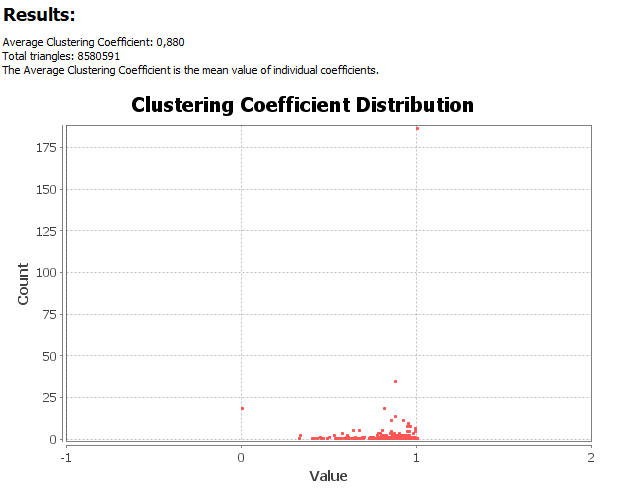 Results:
Average Clustering Coefficient: 0,880
Total triangles: 8580591
The Average Clustering Coefficient is the mean value of individual coefficients.
Clustering Coefficient Distribution
175
150
125
100
75
50
25
0
Count
-1 0 1 2
Value